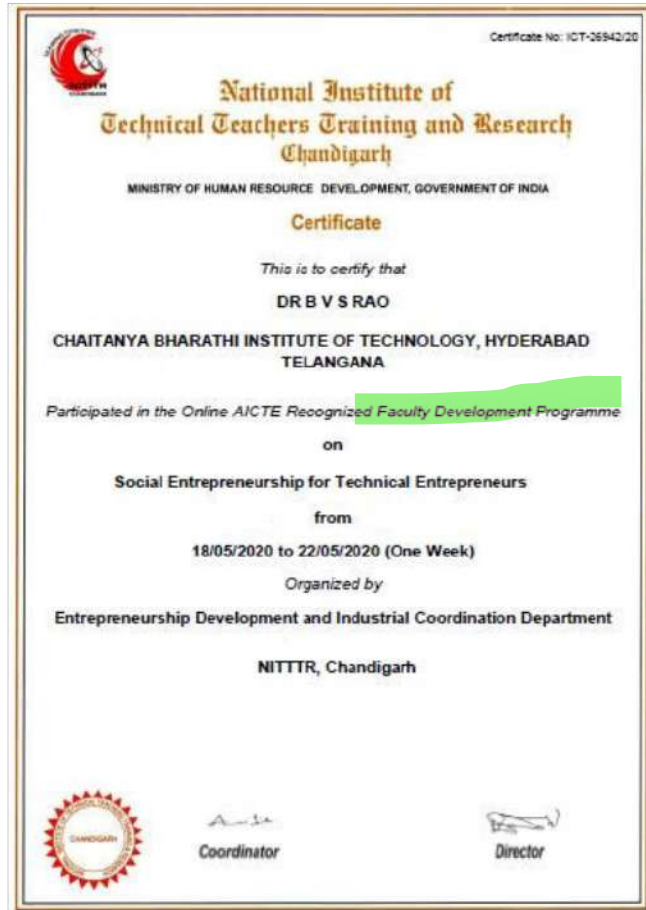 Certificate No: ICT-26942/20
National Institute of
Technical Teachers Training and Research
Chandigarh
MINISTRY OF HUMAN RESOURCE DEVELOPMENT, GOVERNMENT OF INDIA
Certificate
This is to certify that
DR B V S RAO
CHAITANYA BHARATHI INSTITUTE OF TECHNOLOGY, HYDERABAD
TELANGANA
Participated in the Online AICTE Recognized Faculty Development Programme
on
Social Entrepreneurship for Technical Entrepreneurs
from
18/05/2020 to 22/05/2020 (One Week)
Organized by
Entrepreneurship Development and Industrial Coordination Department
NITTTR, Chandigarh
CHANDIGARH
Coordinator
Director